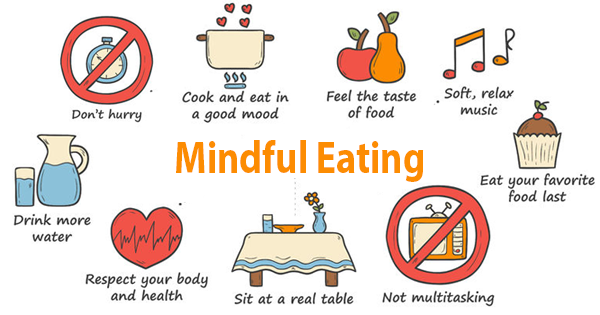 Don't hurry
Cook and eat in
a good mood
Feel the taste
of food
Soft, relax
music
Mindful Eating
Eat your favorite
food last
Drink more
water
Respect your body
and health
Sit at a real table
Not multitasking